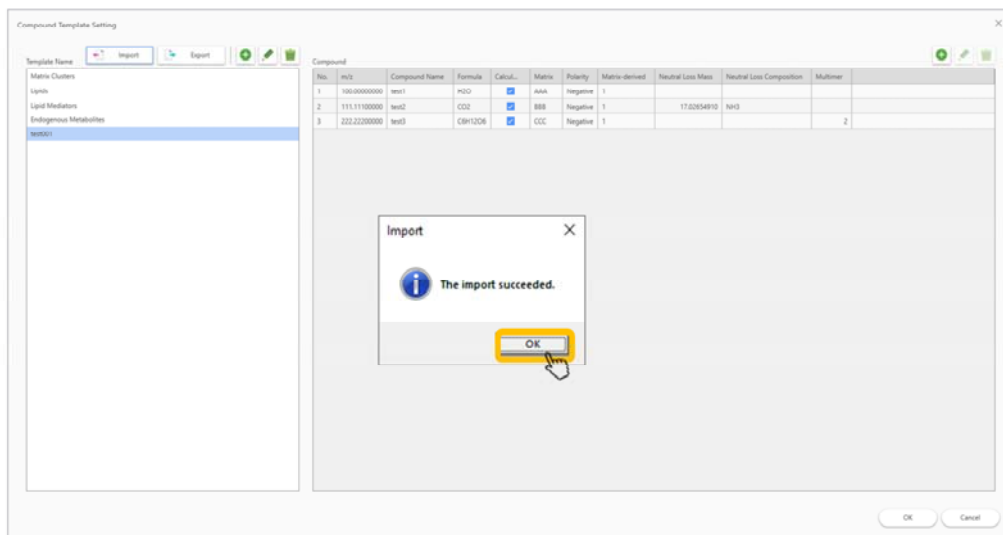 Compound Template Setting
Template Name Import Export
Matrix Clusters
Lipids
Lipid Mediators
Endogenous Metabolites
test001
Compound
No. m/z Compound Name Formula Calcul... Matrix Polarity Matrix-derived Neutral Loss Mass Neutral Loss Composition Multimer
1 100.00000000 test1 H2O AAA Negative 1
2 111.11100000 test2 CO2 BBB Negative 1 17.02654910 NH3
3 222.22200000 test3 C6H12O6 CCC Negative 1 2
Import
The import succeeded.
OK
OK Cancel